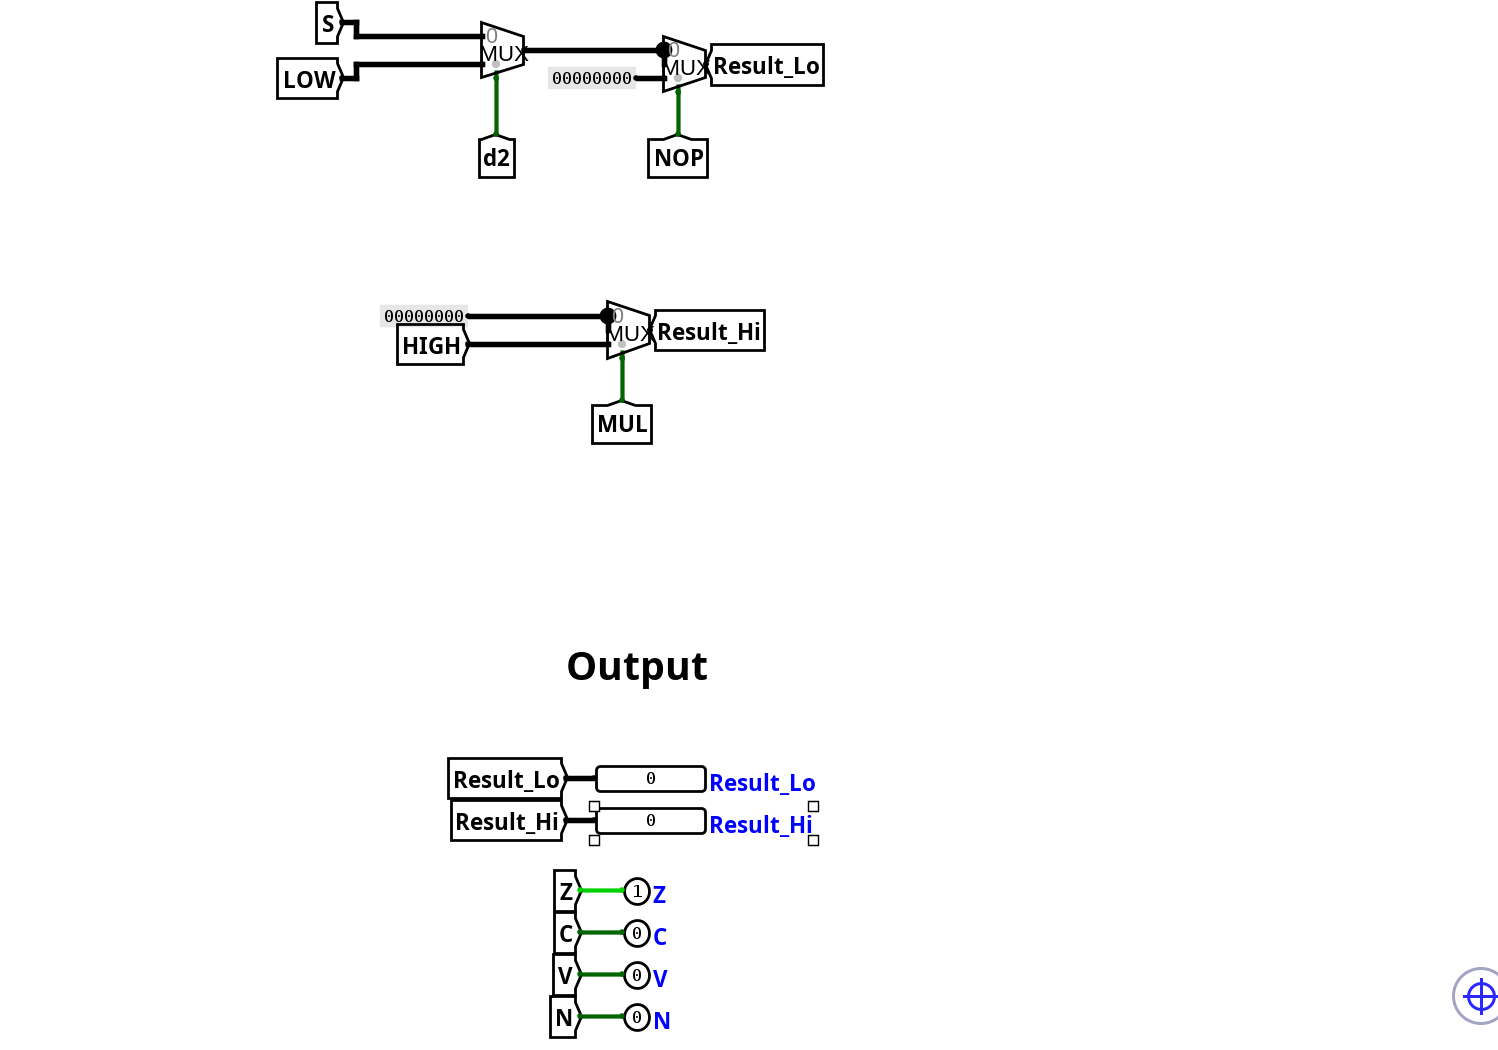 S
0
MUX
0
MUX
Result_Lo
LOW
00000000
d2
NOP
00000000
0
MUX
Result_Hi
HIGH
MUL
Output
Result_Lo
0
Result_Lo
Result_Hi
0
Result_Hi
Z
1
Z
C
0
C
V
0
V
N
0
N